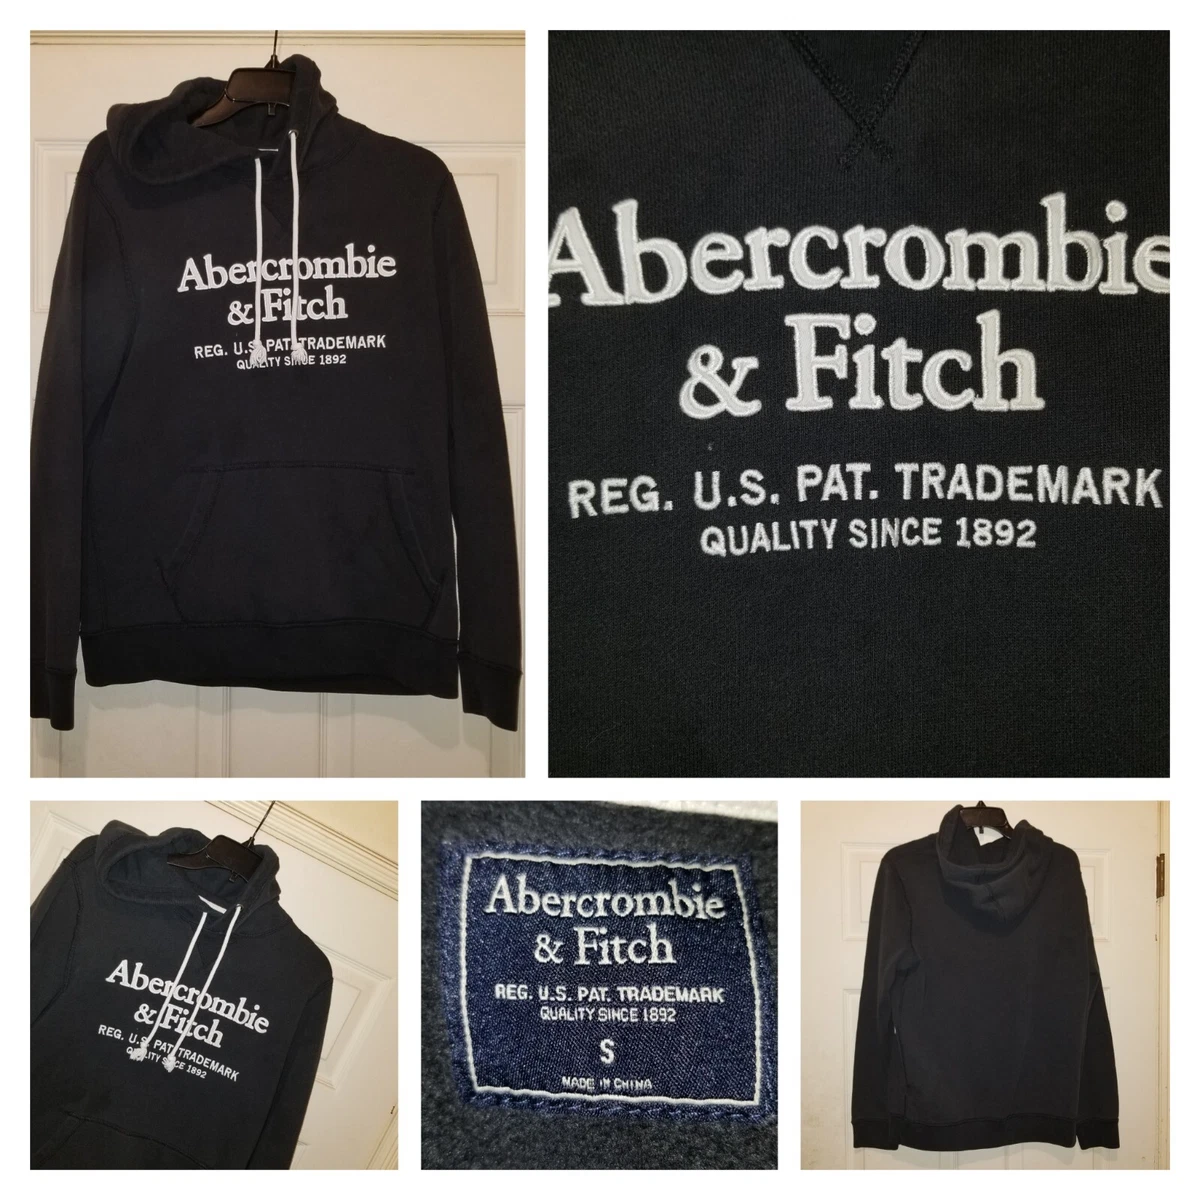 Abercrombie
& Fitch
REG. U.S. PAT. TRADEMARK
QUALITY SINCE 1892
Abercrombie
& Fitch
REG. U.S. PAT. TRADEMARK
QUALITY SINCE 1892
Abercrombie
& Fitch
REG. U.S. PAT. TRADEMARK
QUALITY SINCE 1892
Abercrombie
& Fitch
REG. U.S. PAT. TRADEMARK
QUALITY SINCE 1892
S
MADE IN CHINA